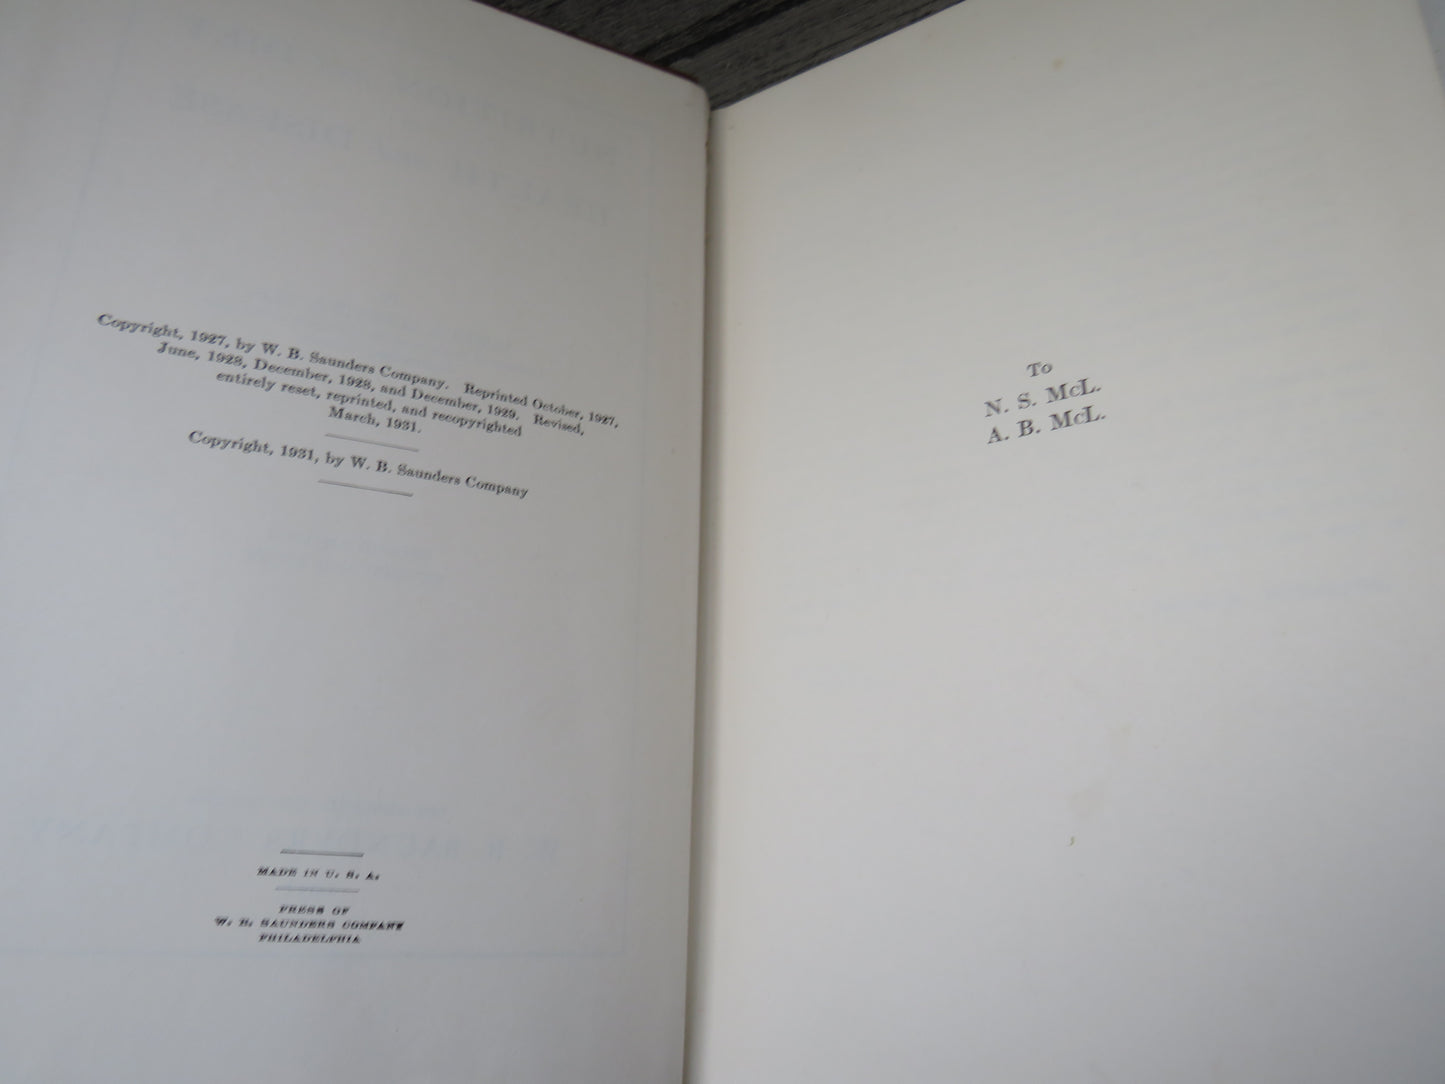 Copyright, 1927, by W. B. Saunders Company. Reprinted October, 1927,
June, 1928, December, 1928, and December, 1929. Revised,
entirely reset, reprinted, and recopyrighted
March, 1931.
Copyright, 1931, by W. B. Saunders Company
MADE IN U. S. A.
PRESS OF
W. B. SAUNDERS COMPANY
PHILADELPHIA
To
N. S. McL.
A. B. McL.